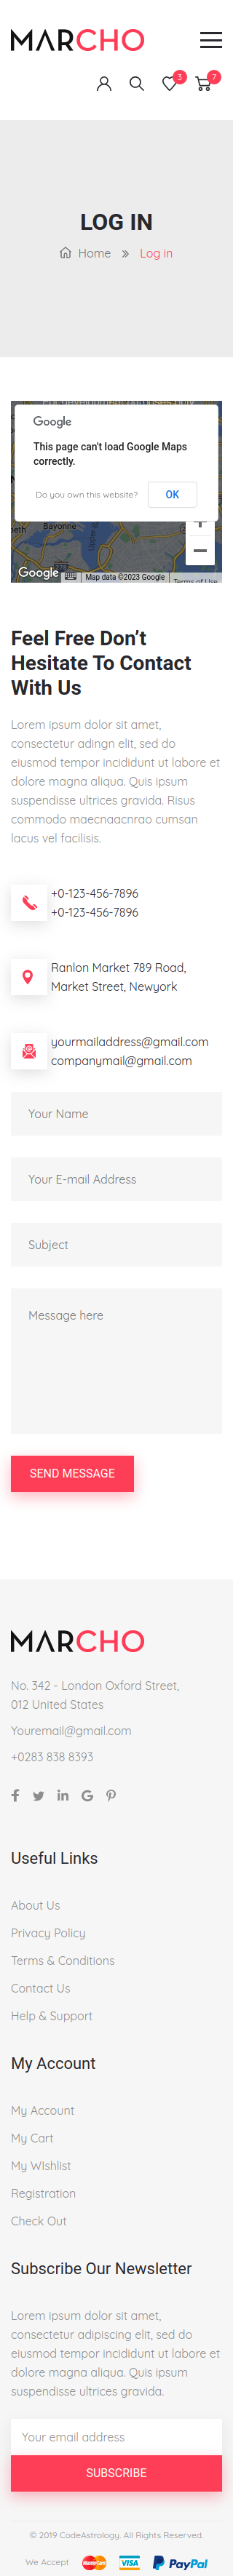 MARCHO
3
7
LOG IN
Home » Log in
Google
This page can't load Google Maps
correctly.
Do you own this website?
OK
Bayonne
Google
Map data ©2023 Google
Terms of Use
Feel Free Don't
Hesitate To Contact
With Us
Lorem ipsum dolor sit amet,
consectetur adingn elit, sed do
eiusmod tempor incididunt ut labore et
dolore magna aliqua. Quis ipsum
suspendisse ultrices gravida. Risus
commodo maecnaacnrao cumsan
lacus vel facilisis.
+0-123-456-7896
+0-123-456-7896
Ranlon Market 789 Road,
Market Street, Newyork
yourmailaddress@gmail.com
companymail@gmail.com
Your Name
Your E-mail Address
Subject
Message here
SEND MESSAGE
MARCHO
No. 342 - London Oxford Street,
012 United States
Youremail@gmail.com
+0283 838 8393
Useful Links
About Us
Privacy Policy
Terms & Conditions
Contact Us
Help & Support
My Account
My Account
My Cart
My WIshlist
Registration
Check Out
Subscribe Our Newsletter
Lorem ipsum dolor sit amet,
consectetur adipiscing elit, sed do
eiusmod tempor incididunt ut labore et
dolore magna aliqua. Quis ipsum
suspendisse ultrices gravida.
Your email address
SUBSCRIBE
© 2019 CodeAstrology. All Rights Reserved.
We Accept MasterCard VISA PayPal